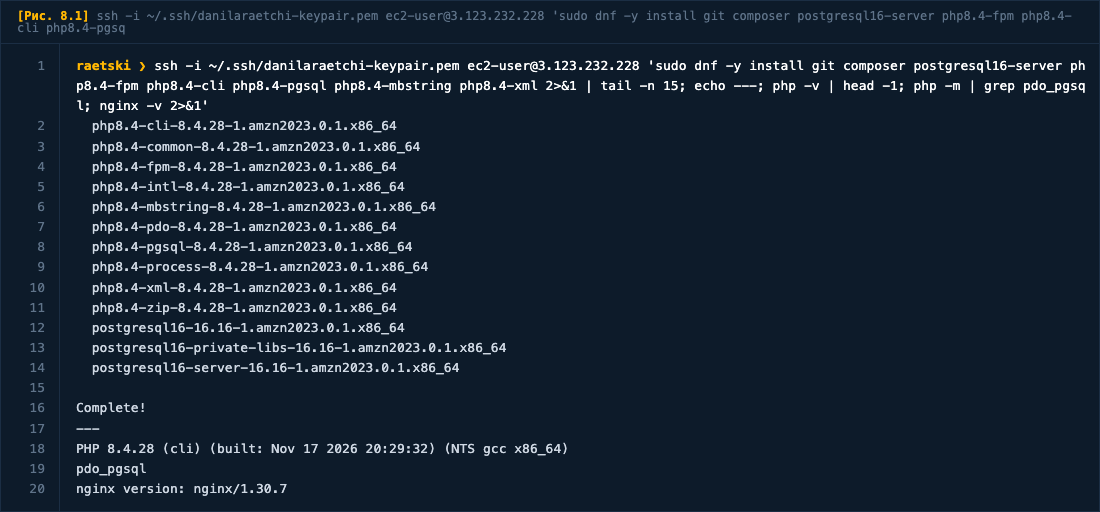 [Рис. 8.1] ssh -i ~/.ssh/danilaraetchi-keypair.pem ec2-user@3.123.232.228 'sudo dnf -y install git composer postgresql16-server php8.4-fpm php8.4-
cli php8.4-pgsq
1 raetski ❯ ssh -i ~/.ssh/danilaraetchi-keypair.pem ec2-user@3.123.232.228 'sudo dnf -y install git composer postgresql16-server ph
p8.4-fpm php8.4-cli php8.4-pgsql php8.4-mbstring php8.4-xml 2>&1 | tail -n 15; echo ---; php -v | head -1; php -m | grep pdo_pgsq
l; nginx -v 2>&1'
2 php8.4-cli-8.4.28-1.amzn2023.0.1.x86_64
3 php8.4-common-8.4.28-1.amzn2023.0.1.x86_64
4 php8.4-fpm-8.4.28-1.amzn2023.0.1.x86_64
5 php8.4-intl-8.4.28-1.amzn2023.0.1.x86_64
6 php8.4-mbstring-8.4.28-1.amzn2023.0.1.x86_64
7 php8.4-pdo-8.4.28-1.amzn2023.0.1.x86_64
8 php8.4-pgsql-8.4.28-1.amzn2023.0.1.x86_64
9 php8.4-process-8.4.28-1.amzn2023.0.1.x86_64
10 php8.4-xml-8.4.28-1.amzn2023.0.1.x86_64
11 php8.4-zip-8.4.28-1.amzn2023.0.1.x86_64
12 postgresql16-16.16-1.amzn2023.0.1.x86_64
13 postgresql16-private-libs-16.16-1.amzn2023.0.1.x86_64
14 postgresql16-server-16.16-1.amzn2023.0.1.x86_64
15
16 Complete!
17 ---
18 PHP 8.4.28 (cli) (built: Nov 17 2026 20:29:32) (NTS gcc x86_64)
19 pdo_pgsql
20 nginx version: nginx/1.30.7